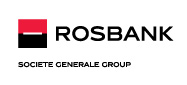 ROSBANK
SOCIETE GENERALE GROUP